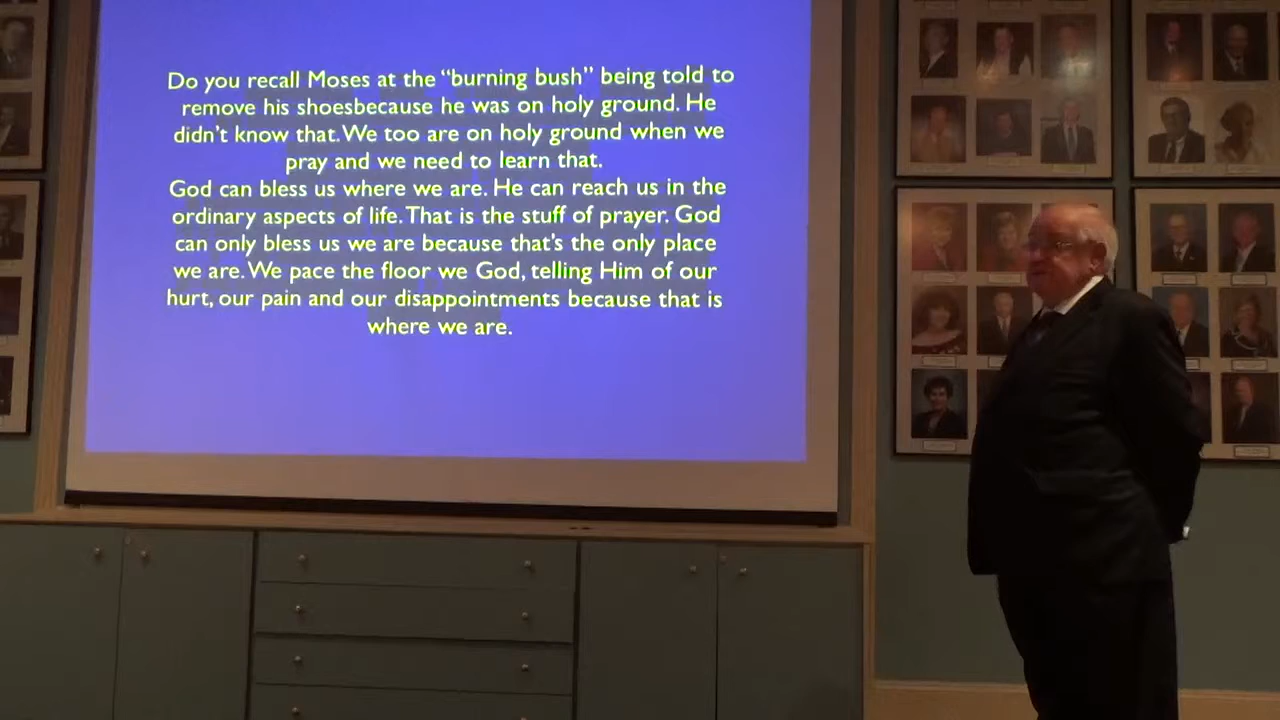 Do you recall Moses at the “burning bush” being told to
remove his shoesbecause he was on holy ground. He
didn't know that. We too are on holy ground when we
pray and we need to learn that.
God can bless us where we are. He can reach us in the
ordinary aspects of life. That is the stuff of prayer. God
can only bless us we are because that's the only place
we are. We pace the floor we God, telling Him of our
hurt, our pain and our disappointments because that is
where we are.